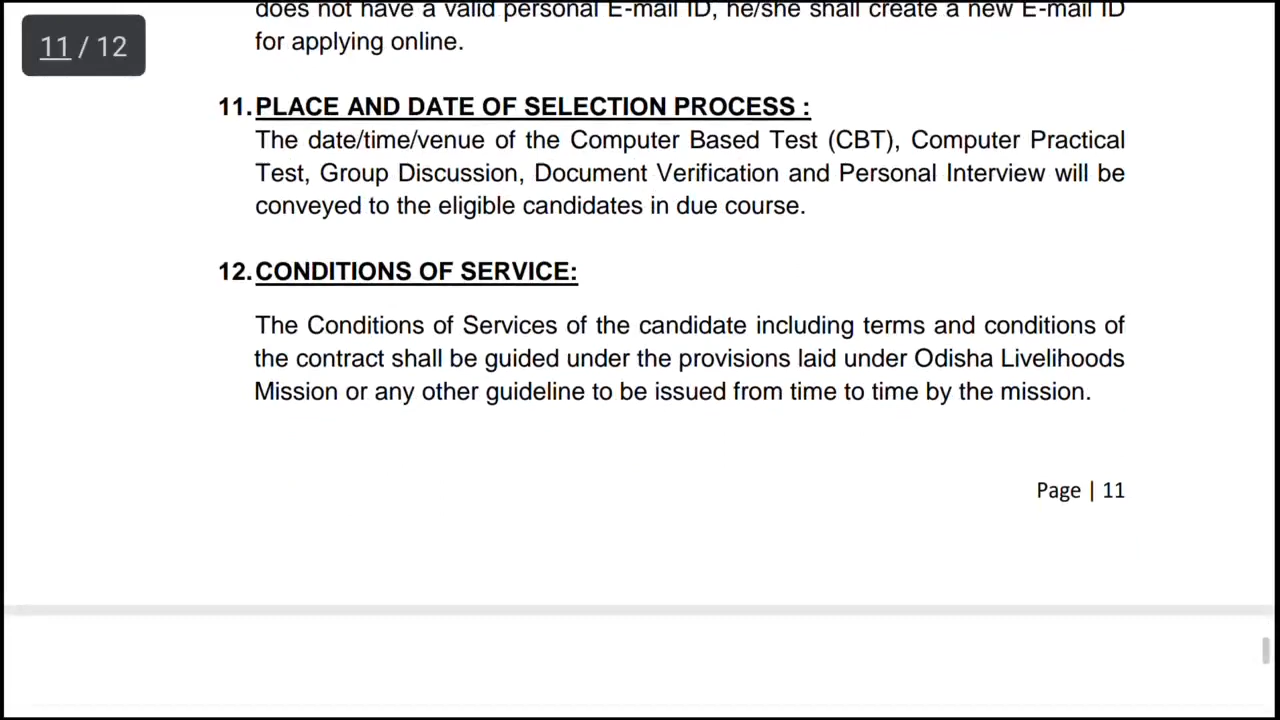 does not have a valid personal E-mail ID, he/she shall create a new E-mail ID
11 / 12
for applying online.
11. PLACE AND DATE OF SELECTION PROCESS :
The date/time/venue of the Computer Based Test (CBT), Computer Practical
Test, Group Discussion, Document Verification and Personal Interview will be
conveyed to the eligible candidates in due course.
12. CONDITIONS OF SERVICE:
The Conditions of Services of the candidate including terms and conditions of
the contract shall be guided under the provisions laid under Odisha Livelihoods
Mission or any other guideline to be issued from time to time by the mission.
Page | 11